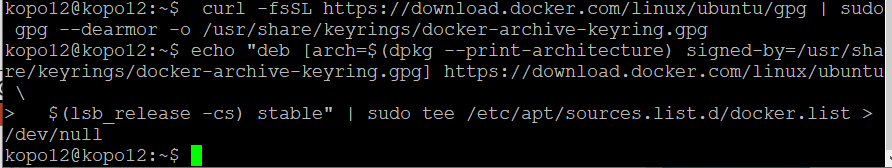 kopo12@kopo12:~$  curl -fsSL https://download.docker.com/linux/ubuntu/gpg | sudo
 gpg --dearmor -o /usr/share/keyrings/docker-archive-keyring.gpg
kopo12@kopo12:~$ echo "deb [arch=$(dpkg --print-architecture) signed-by=/usr/sha
re/keyrings/docker-archive-keyring.gpg] https://download.docker.com/linux/ubuntu
 \
>   $(lsb_release -cs) stable" | sudo tee /etc/apt/sources.list.d/docker.list >
/dev/null
kopo12@kopo12:~$